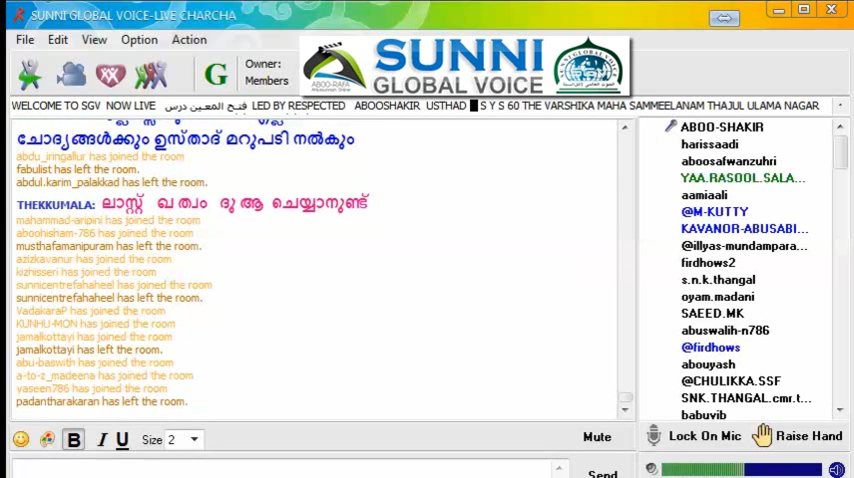 SUNNI GLOBAL VOICE-LIVE CHARCHA
File Edit View Option Action
G
Owner:
Members
ABOO-RAFA
SUNNI
GLOBAL VOICE
WELCOME TO SGV NOW LIVE فتح المعين درس LED BY RESPECTED ABOOSHAKIR USTHAD S Y S 60 THE VARSHIKA MAHA SAMMEELANAM THAJUL ULAMA NAGAR
ചോദ്യങ്ങൾക്കും ഉസ്താദ് മറുപടി നൽകും
abdu_iringallur has joined the room
fabulist has left the room.
abdul.karim_palakkad has left the room.
THEKKUMALA: ലാസ്റ്റ് ഖത്വം ദുആ ചെയ്യാനുണ്ട്
mahammad-aripini has joined the room
aboohisham-786 has joined the room
musthafamanipuram has left the room.
azizkavanur has joined the room
kizhisseri has joined the room
sunnicentrefahaheel has joined the room
sunnicentrefahaheel has left the room.
VadakaraP has joined the room
KUNHU-MON has joined the room
jamalkottayi has joined the room
jamalkottayi has left the room.
abu-baswith has joined the room
a-to-z_madeena has joined the room
yaseen786 has joined the room
padantharakaran has left the room.
ABOO-SHAKIR
harissaadi
aboosafwanzuhri
YAA.RASOOL.SALA...
aamiaali
@M-KUTTY
KAVANOR-ABUSABI...
@illyas-mundampara...
firdhows2
s.n.k.thangal
oyam.madani
SAEED.MK
abuswalih-n786
@firdhows
abouyash
@CHULIKKA.SSF
SNK.THANGAL.cmr.t...
babuvib
B I U Size 2
Mute
Lock On Mic
Raise Hand
Send